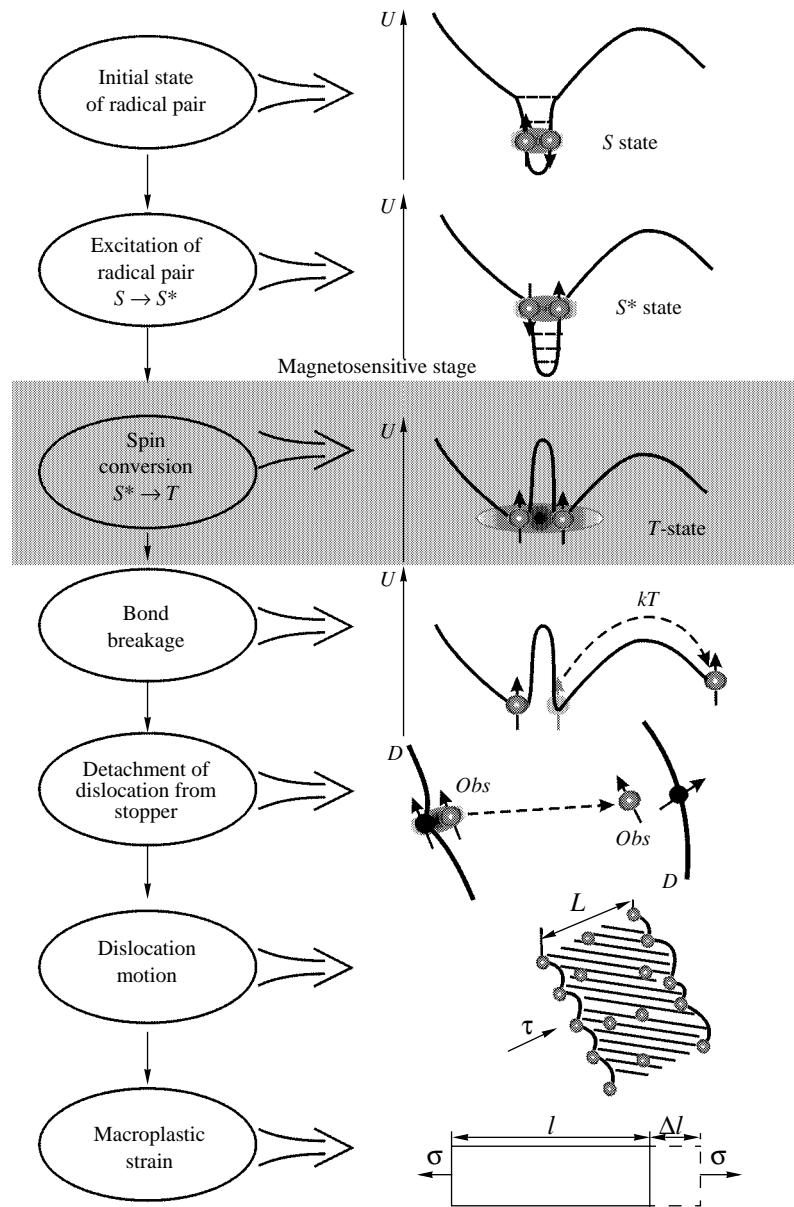 Initial state
of radical pair
U
S state
Excitation of
radical pair
S → S*
U
S* state
Magnetosensitive stage
Spin
conversion
S* → T
U
T-state
Bond
breakage
U
kT
Detachment of
dislocation from
stopper
D
Obs
Obs
D
Dislocation
motion
L
τ
Macroplastic
strain
l
Δl
σ
σ